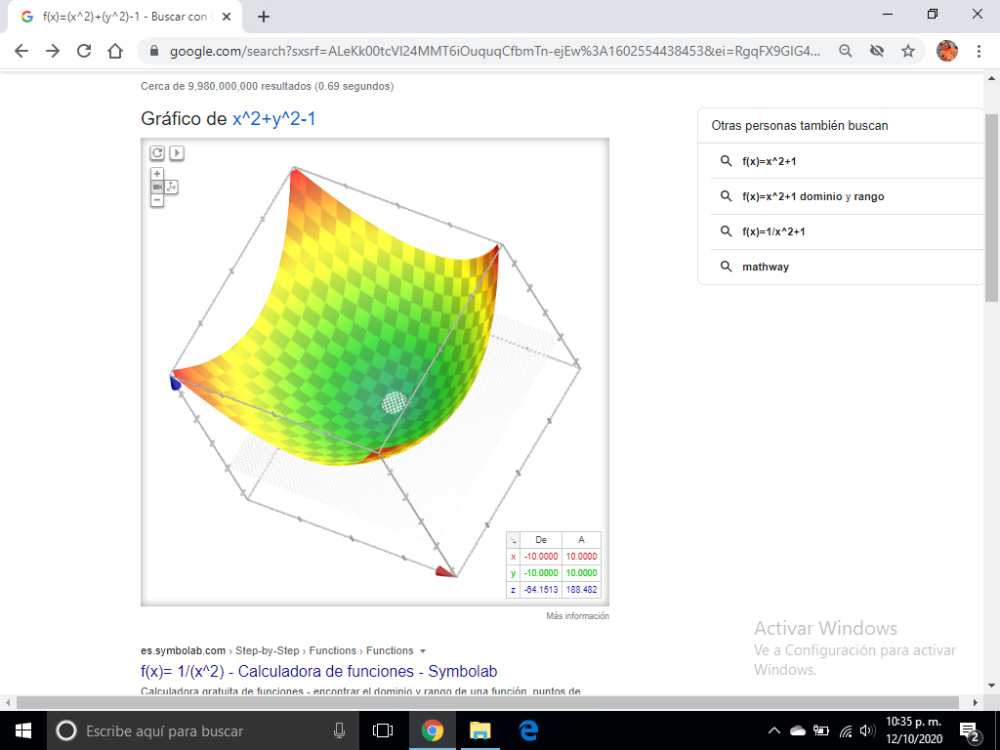 f(x)=(x^2)+(y^2)-1 - Buscar con
google.com/search?sxsrf=ALeKk00tcVl24MMT6iOuquqCfbmTn-ejEw%3A1602554438453&ei=RgqFX9GIG4...
Cerca de 9,980,000,000 resultados (0.69 segundos)
Gráfico de x^2+y^2-1
Otras personas también buscan
f(x)=x^2+1
f(x)=x^2+1 dominio y rango
f(x)=1/x^2+1
mathway
De A
x -10.0000 10.0000
y -10.0000 10.0000
z -64.1513 188.482
Más información
Activar Windows
Ve a Configuración para activar
Windows.
es.symbolab.com › Step-by-Step › Functions › Functions
f(x)= 1/(x^2) - Calculadora de funciones - Symbolab
Calculadora gratuita de funciones - encontrar el dominio y rango de una función, puntos de
Escribe aquí para buscar
10:35 p. m.
12/10/2020
2